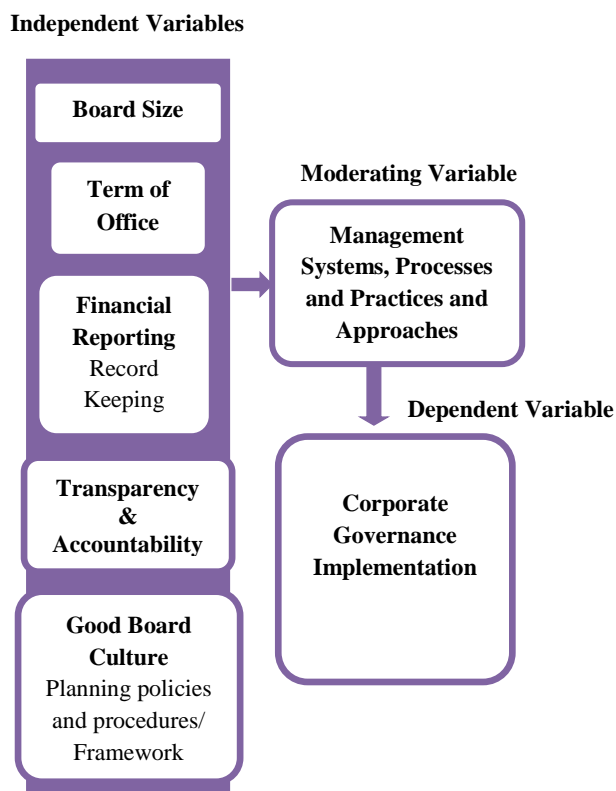 Independent Variables
Board Size
Term of
Office
Financial
Reporting
Record
Keeping
Transparency
&
Accountability
Good Board
Culture
Planning policies
and procedures/
Framework
Moderating Variable
Management
Systems, Processes
and Practices and
Approaches
Dependent Variable
Corporate
Governance
Implementation